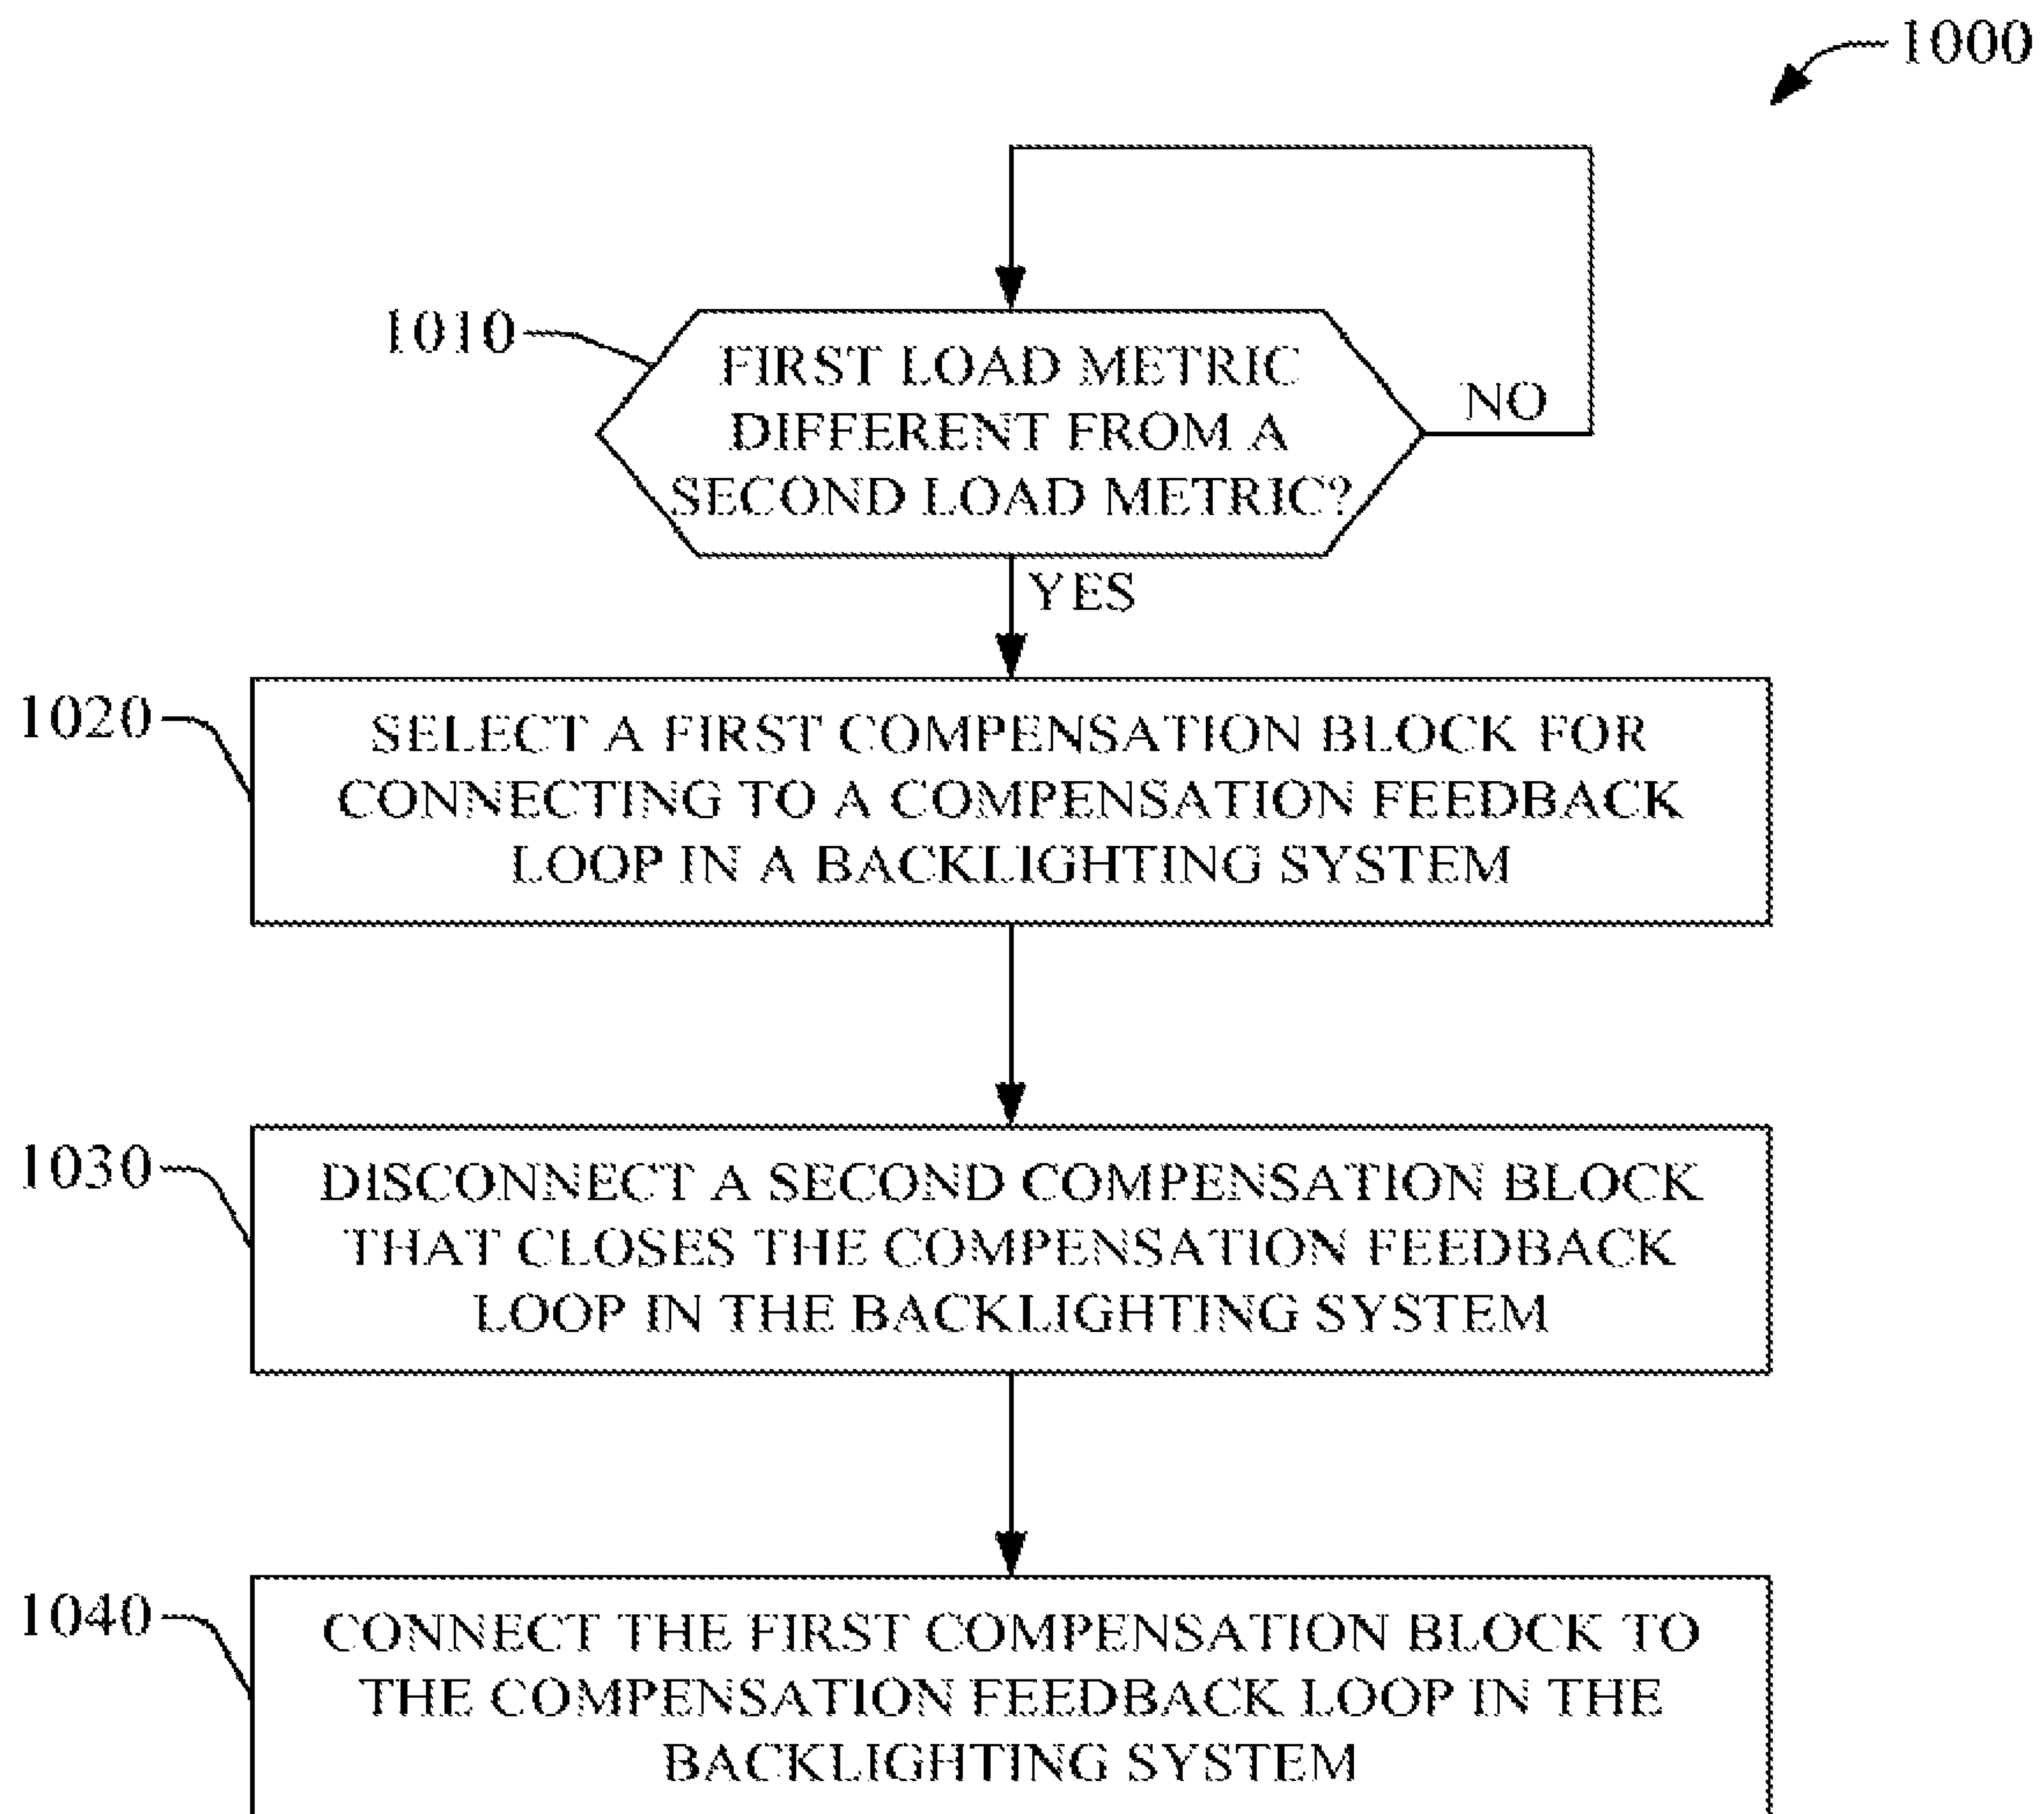 1000
1010
FIRST LOAD METRIC
DIFFERENT FROM A
SECOND LOAD METRIC?
NO
YES
1020
SELECT A FIRST COMPENSATION BLOCK FOR
CONNECTING TO A COMPENSATION FEEDBACK
LOOP IN A BACKLIGHTING SYSTEM
1030
DISCONNECT A SECOND COMPENSATION BLOCK
THAT CLOSES THE COMPENSATION FEEDBACK
LOOP IN THE BACKLIGHTING SYSTEM
1040
CONNECT THE FIRST COMPENSATION BLOCK TO
THE COMPENSATION FEEDBACK LOOP IN THE
BACKLIGHTING SYSTEM